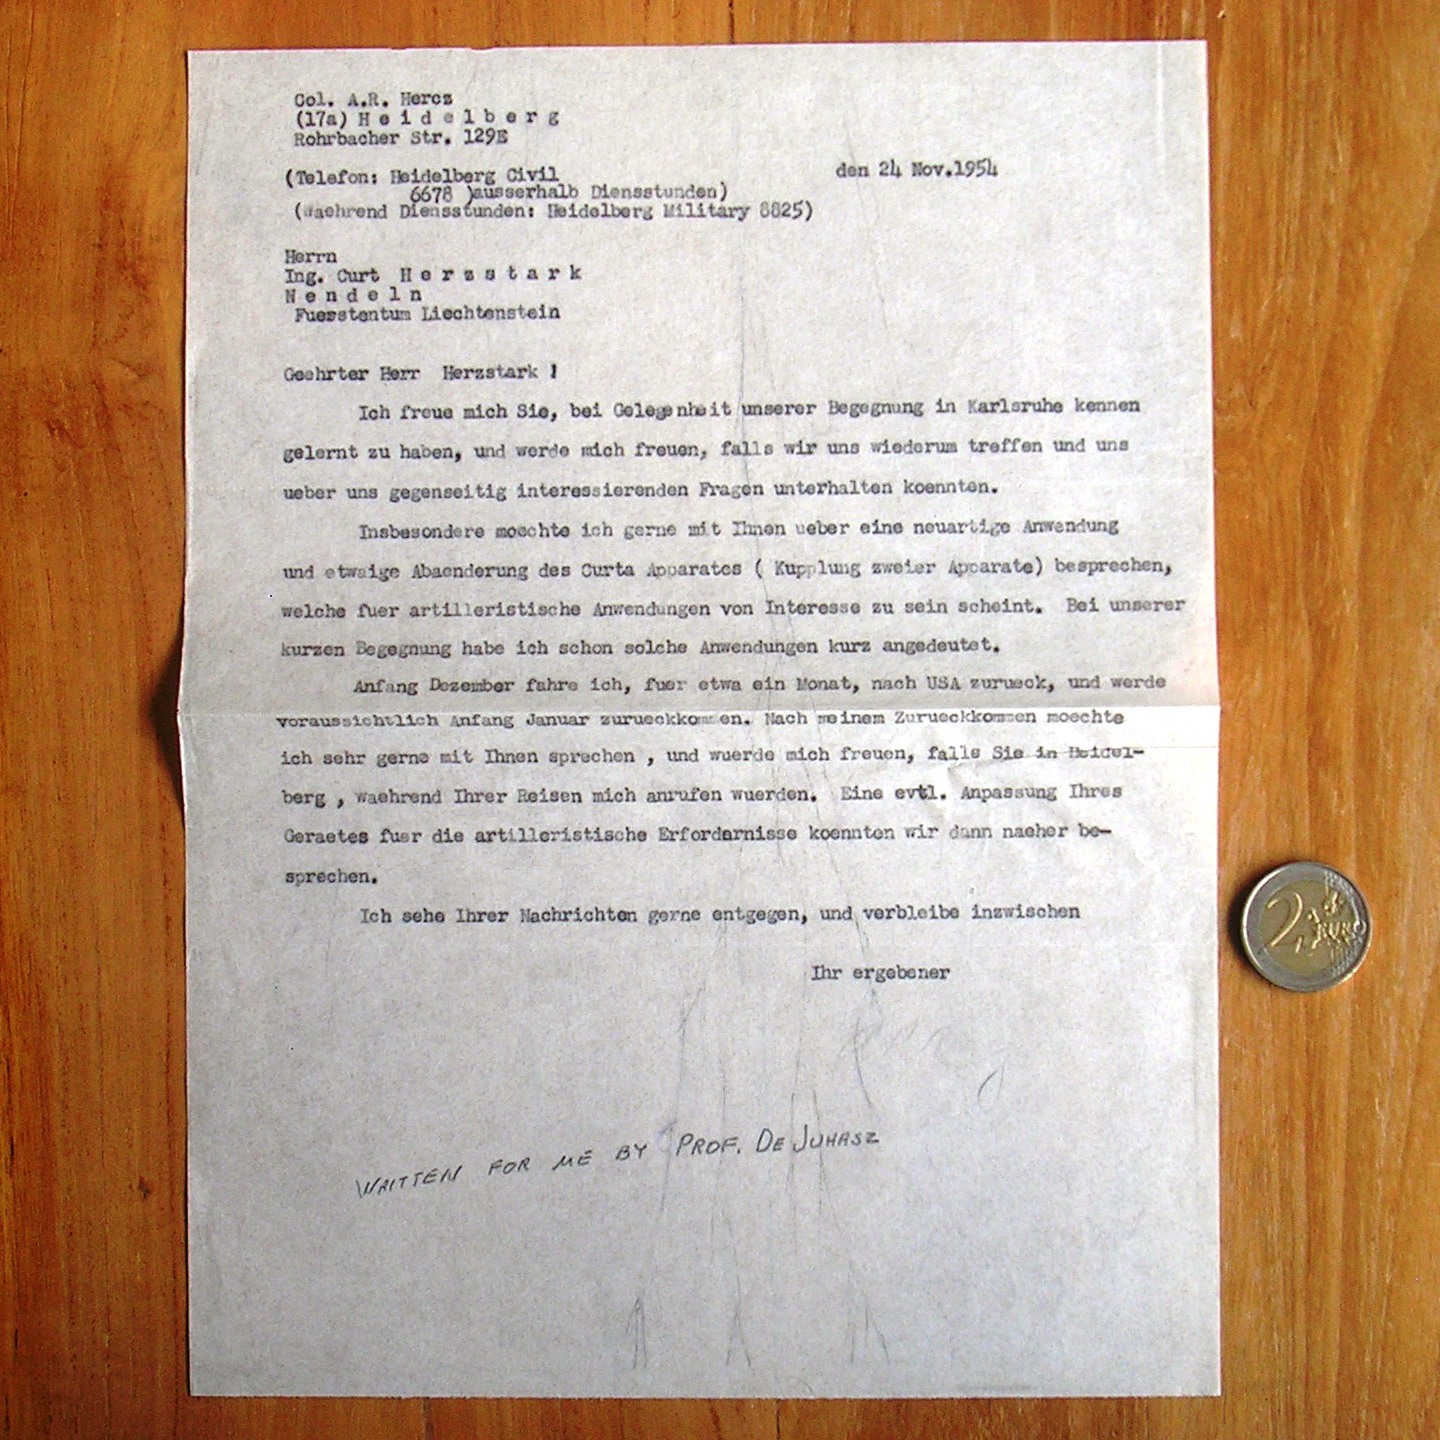 Col. A.R. Hercz
(17a) H e i d e l b e r g
Rohrbacher Str. 129E
(Telefon: Heidelberg Civil
den 24 Nov.1954
6678 )ausserhalb Diensstunden)
(waehrend Diensstunden: Heidelberg Military 8825)
Herrn
Ing. Curt H e r z s t a r k
N e n d e l n
Fuerstentum Liechtenstein
Geehrter Herr Herzstark !
Ich freue mich Sie, bei Gelegenheit unserer Begegnung in Karlsruhe kennen
gelernt zu haben, und werde mich freuen, falls wir uns wiederum treffen und uns
ueber uns gegenseitig interessierenden Fragen unterhalten koennten.
Insbesondere moechte ich gerne mit Ihnen ueber eine neuartige Anwendung
und etwaige Abaenderung des Curta Apparates ( Kupplung zweier Apparate) besprechen,
welche fuer artilleristische Anwendungen von Interesse zu sein scheint. Bei unserer
kurzen Begegnung habe ich schon solche Anwendungen kurz angedeutet.
Anfang Dezember fahre ich, fuer etwa ein Monat, nach USA zurueck, und werde
voraussichtlich Anfang Januar zurueckkommen. Nach meinem Zurueckkommen moechte
ich sehr gerne mit Ihnen sprechen , und wuerde mich freuen, falls Sie in Heidel-
berg , waehrend Ihrer Reisen mich anrufen wuerden. Eine evtl. Anpassung Ihres
Geraetes fuer die artilleristische Erfordernisse koennten wir dann naeher be-
sprechen.
Ich sehe Ihrer Nachrichten gerne entgegen, und verbleibe inzwischen
Ihr ergebener
WRITTEN FOR ME BY PROF. DE JUHASZ
2 EURO